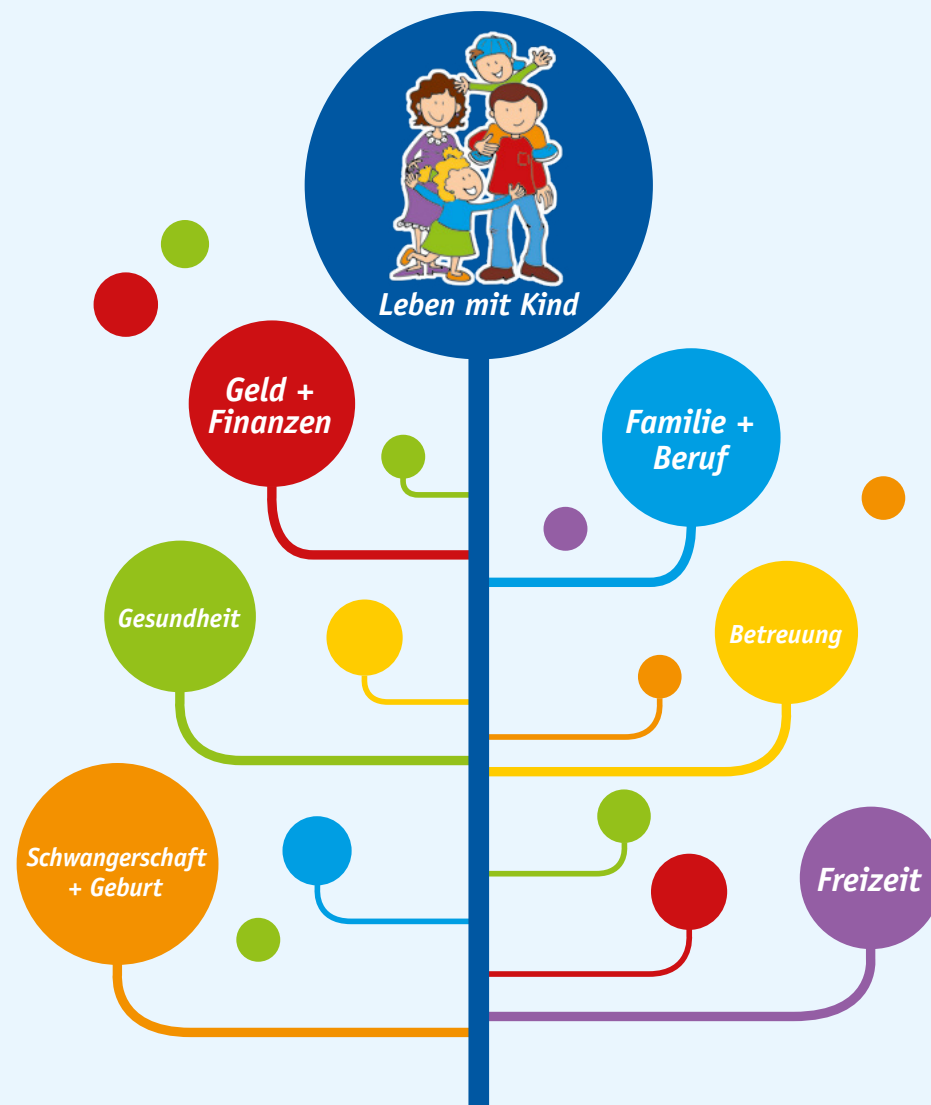 Leben mit Kind
Geld +
Finanzen
Familie +
Beruf
Gesundheit
Betreuung
Schwangerschaft
+ Geburt
Freizeit